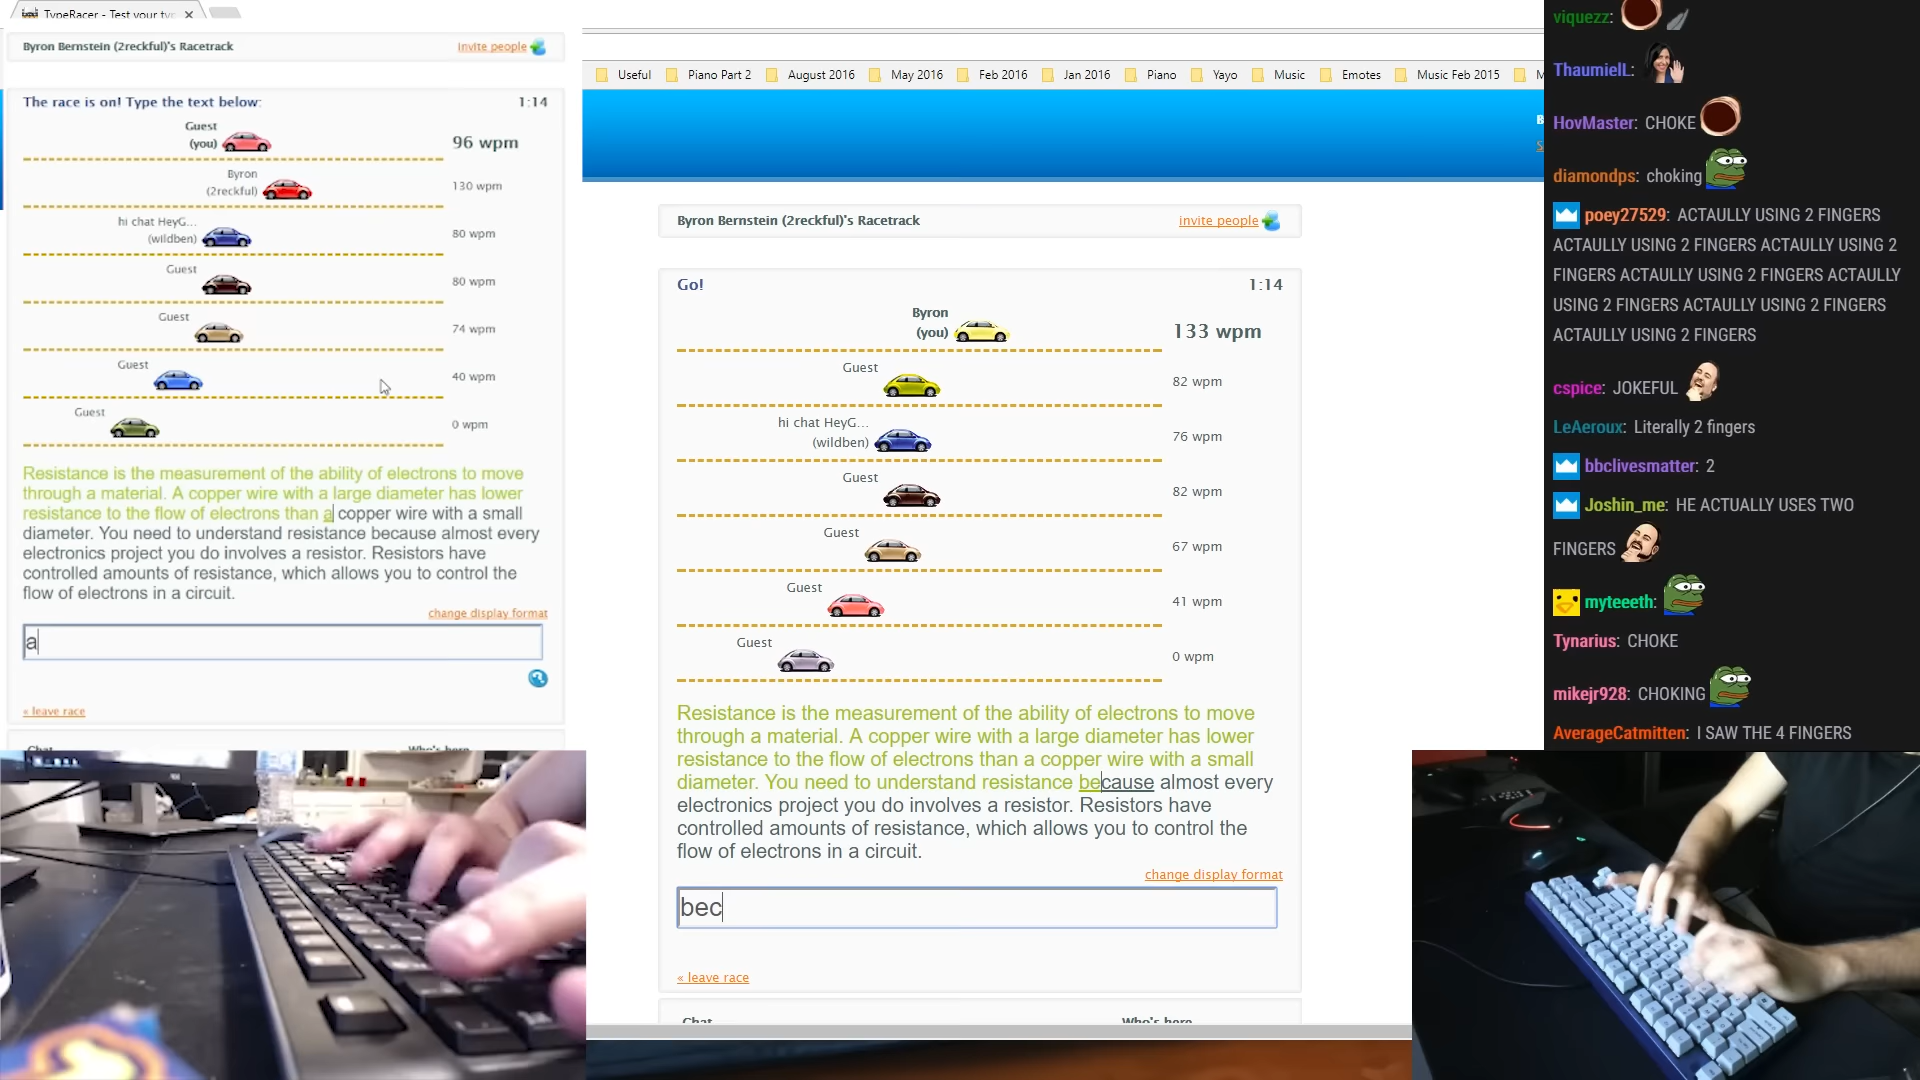 TypeRacer - Test your typ
Byron Bernstein (2reckful)'s Racetrack
invite people
The race is on! Type the text below:
1:14
Guest
(you)
96 wpm
Byron
(2reckful)
130 wpm
hi chat HeyG...
(wildben)
80 wpm
Guest
80 wpm
Guest
74 wpm
Guest
40 wpm
Guest
0 wpm
Resistance is the measurement of the ability of electrons to move
through a material. A copper wire with a large diameter has lower
resistance to the flow of electrons than a copper wire with a small
diameter. You need to understand resistance because almost every
electronics project you do involves a resistor. Resistors have
controlled amounts of resistance, which allows you to control the
flow of electrons in a circuit.
change display format
a
« leave race
Chat
Who's here
Useful
Piano Part 2
August 2016
May 2016
Feb 2016
Jan 2016
Piano
Yayo
Music
Emotes
Music Feb 2015
M
Byron Bernstein (2reckful)'s Racetrack
invite people
Go!
1:14
Byron
(you)
133 wpm
Guest
82 wpm
hi chat HeyG...
(wildben)
76 wpm
Guest
82 wpm
Guest
67 wpm
Guest
41 wpm
Guest
0 wpm
Resistance is the measurement of the ability of electrons to move
through a material. A copper wire with a large diameter has lower
resistance to the flow of electrons than a copper wire with a small
diameter. You need to understand resistance because almost every
electronics project you do involves a resistor. Resistors have
controlled amounts of resistance, which allows you to control the
flow of electrons in a circuit.
change display format
bec
« leave race
Chat
Who's here
viquezz:
ThaumielL:
HovMaster: CHOKE
diamondps: choking
poey27529: ACTAULLY USING 2 FINGERS
ACTAULLY USING 2 FINGERS ACTAULLY USING 2
FINGERS ACTAULLY USING 2 FINGERS ACTAULLY
USING 2 FINGERS ACTAULLY USING 2 FINGERS
ACTAULLY USING 2 FINGERS
cspice: JOKEFUL
LeAeroux: Literally 2 fingers
bbclivesmatter: 2
Joshin_me: HE ACTUALLY USES TWO
FINGERS
myteeeth:
Tynarius: CHOKE
mikejr928: CHOKING
AverageCatmitten: I SAW THE 4 FINGERS